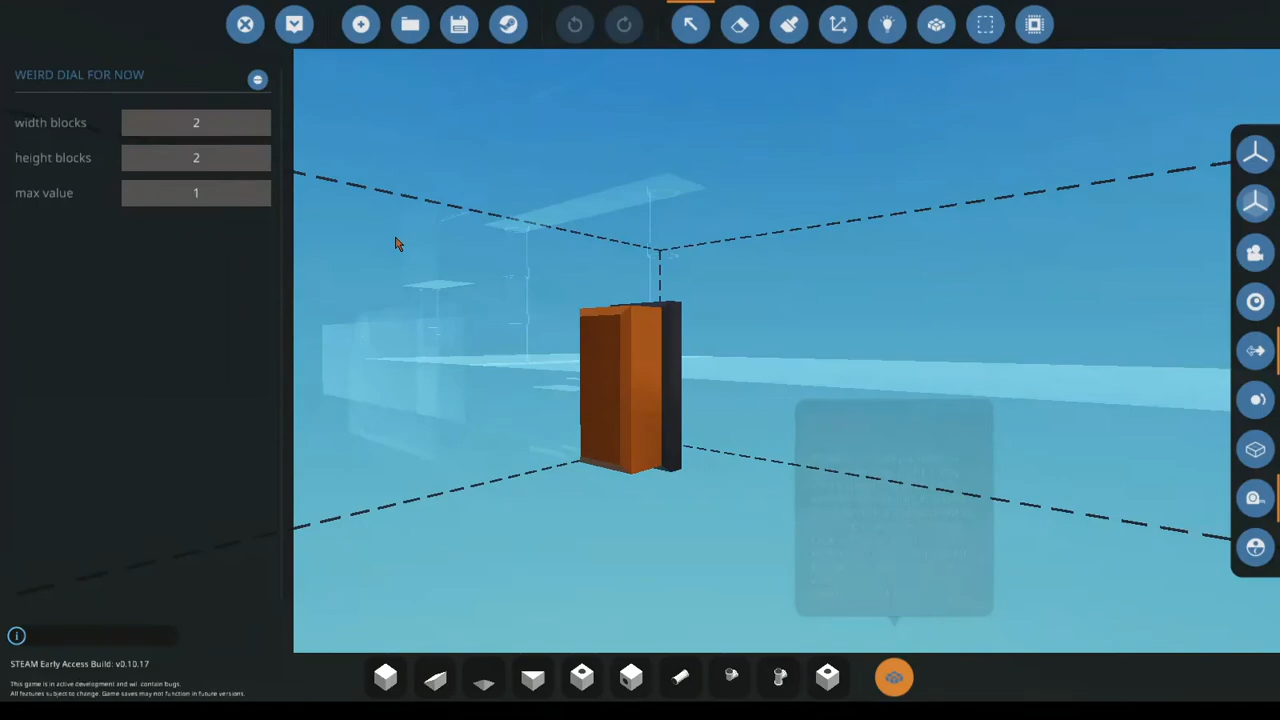 WEIRD DIAL FOR NOW
width blocks 2
height blocks 2
max value 1
STEAM Early Access Build: v0.10.17
This game is in active development and will contain bugs.
All features subject to change. Game saves may not function in future versions.